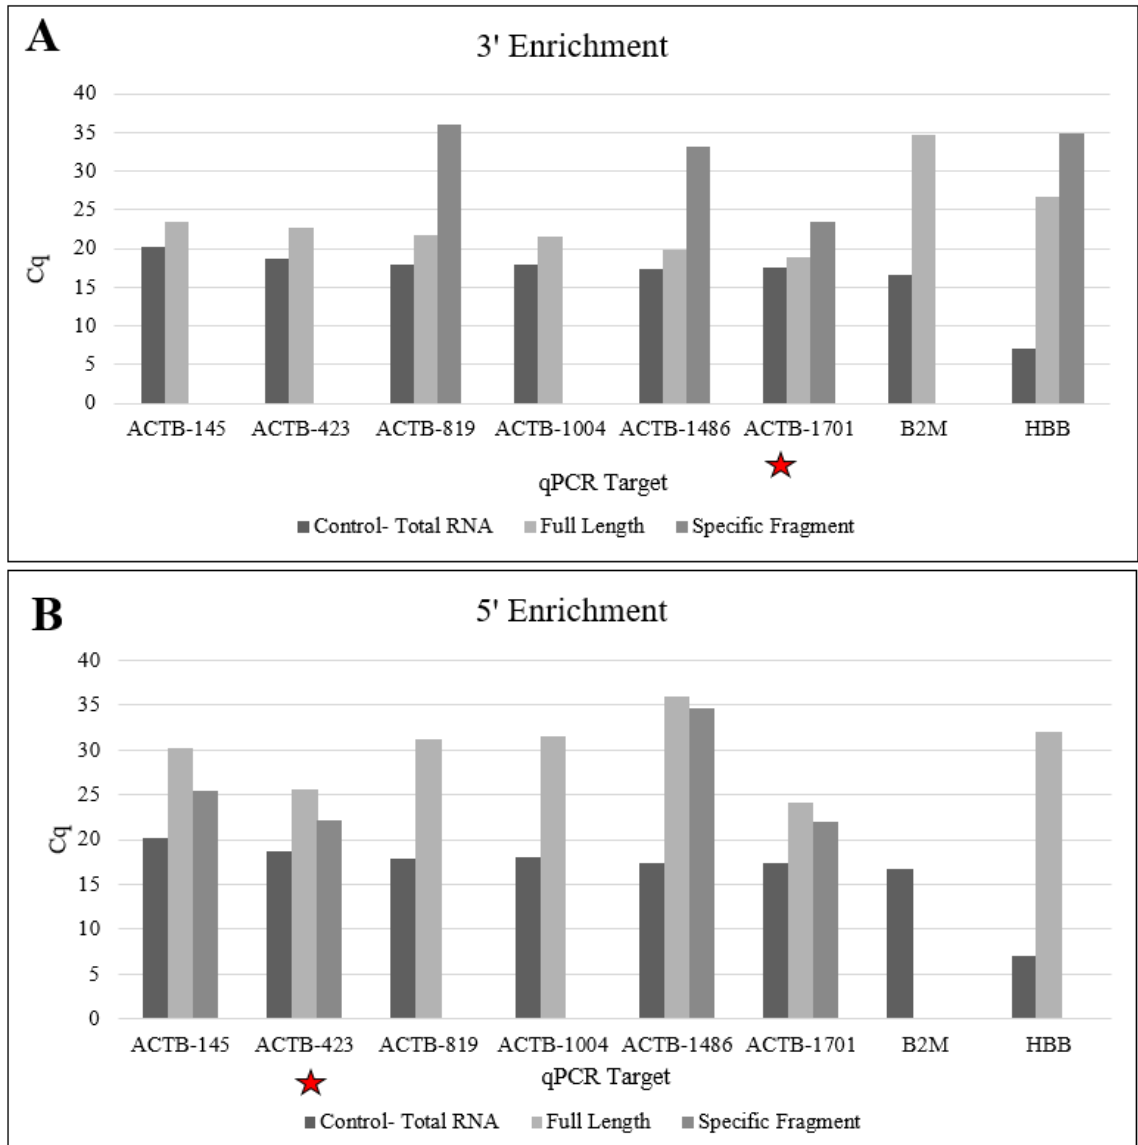 A
3' Enrichment
40
35
30
25
20
15
10
5
0
Cq
ACTB-145 ACTB-423 ACTB-819 ACTB-1004 ACTB-1486 ACTB-1701 B2M HBB
qPCR Target
Control- Total RNA Full Length Specific Fragment
B
5' Enrichment
40
35
30
25
20
15
10
5
0
Cq
ACTB-145 ACTB-423 ACTB-819 ACTB-1004 ACTB-1486 ACTB-1701 B2M HBB
qPCR Target
Control- Total RNA Full Length Specific Fragment